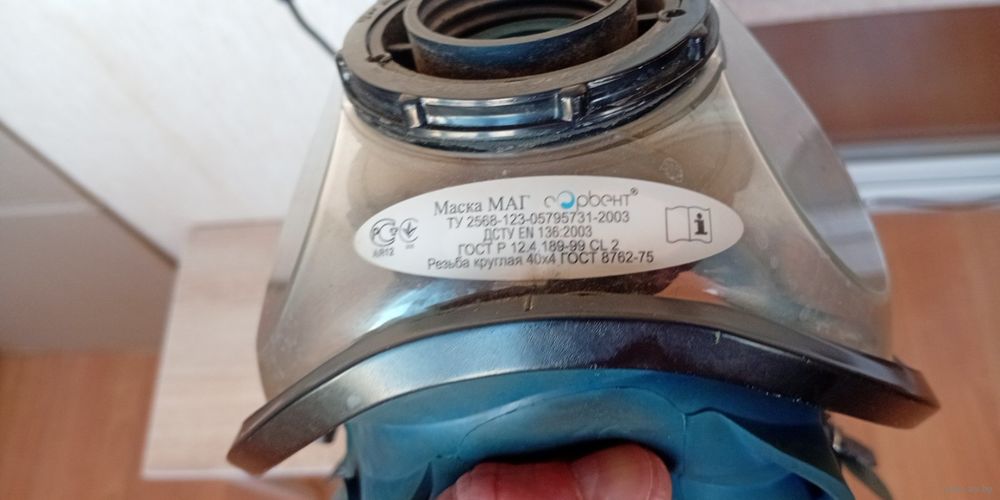 Маска МАГ сорбент®
ТУ 2568-123-05795731-2003
ДСТУ EN 136:2003
ГОСТ Р 12.4.189-99 CL 2
Резьба круглая 40х4 ГОСТ 8762-75
АЯ12
i